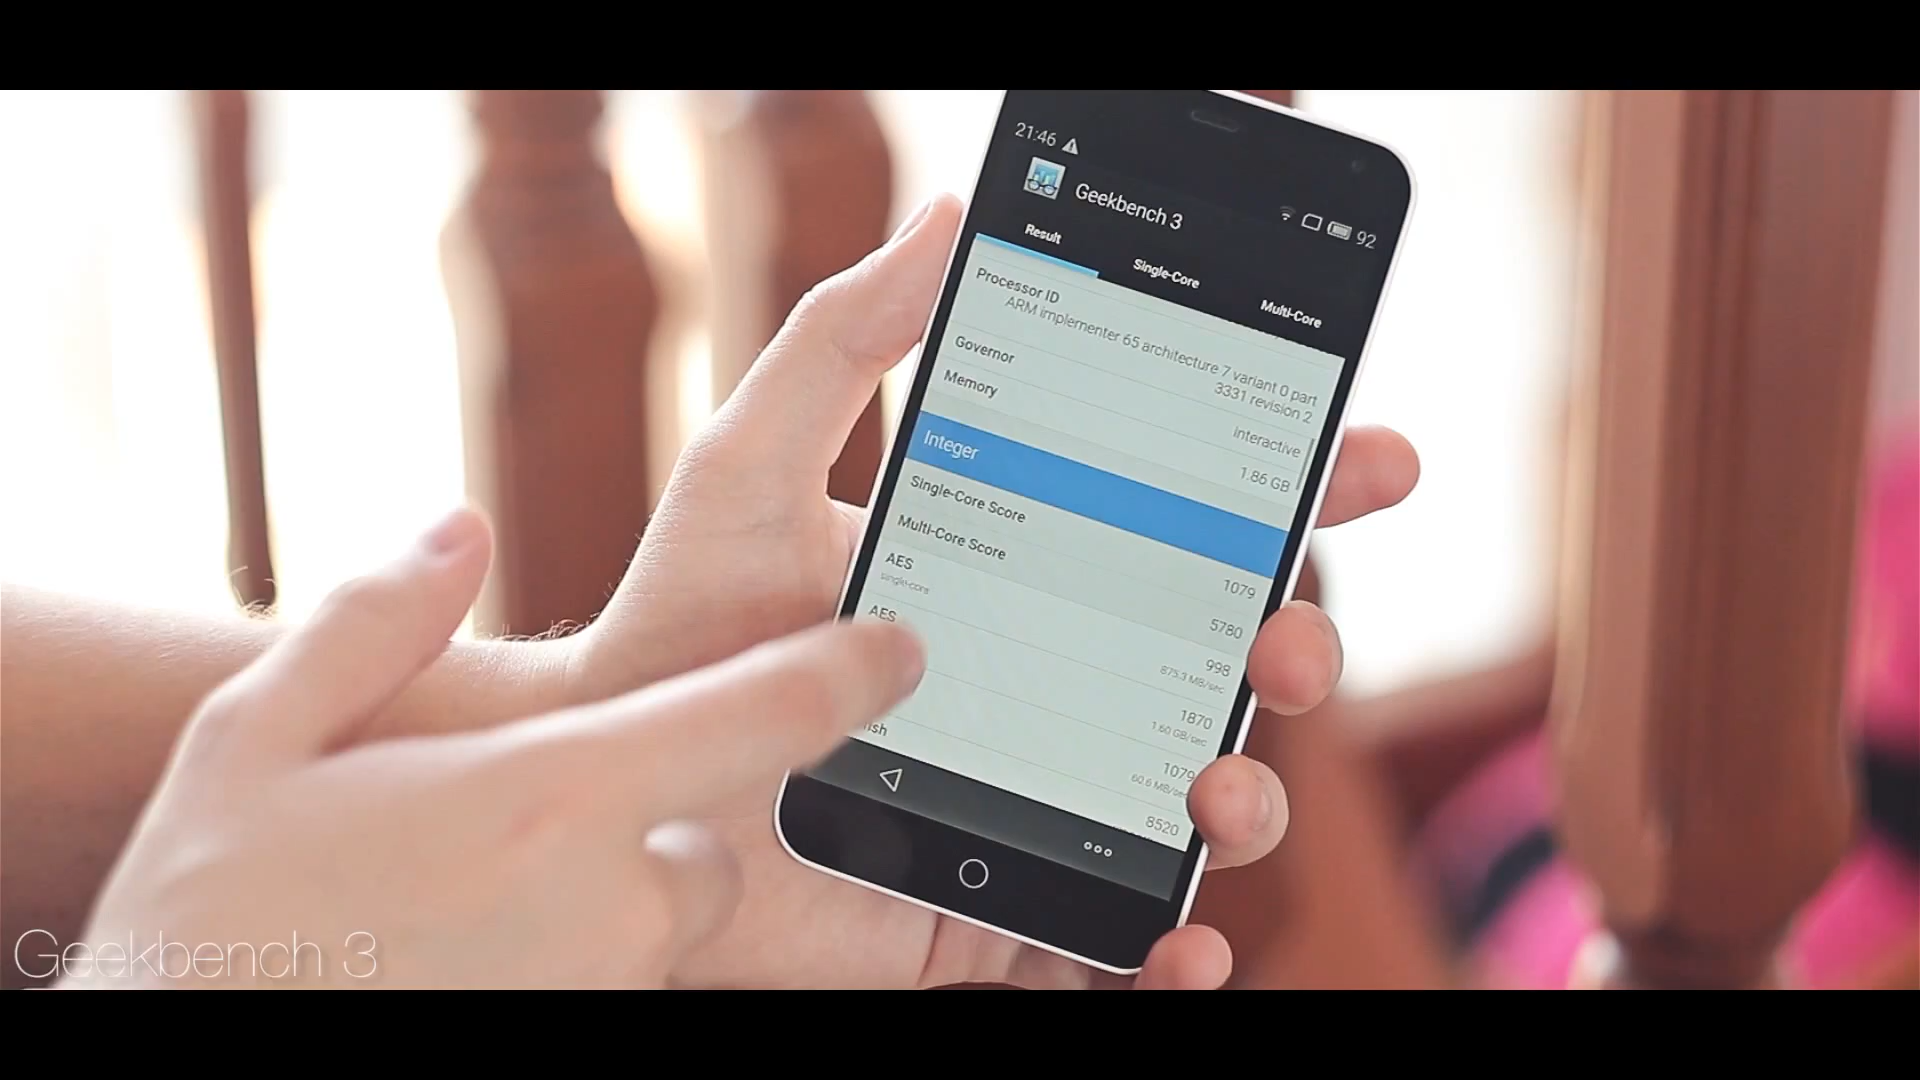 21:46
92
Geekbench 3
Result
Single-Core
Multi-Core
Processor ID
ARM implementer 65 architecture 7 variant 0 part
3331 revision 2
Governor
interactive
Memory
1.86 GB
Integer
Single-Core Score
1079
Multi-Core Score
5780
AES
998
single-core
875.3 MB/sec
AES
1870
1.60 GB/sec
1079
60.6 MB/sec
8520
Geekbench 3